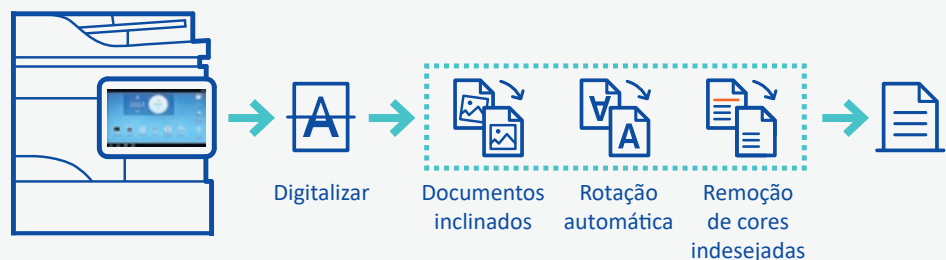 Digitalizar
Documentos
inclinados
Rotação
automática
Remoção
de cores
indesejadas